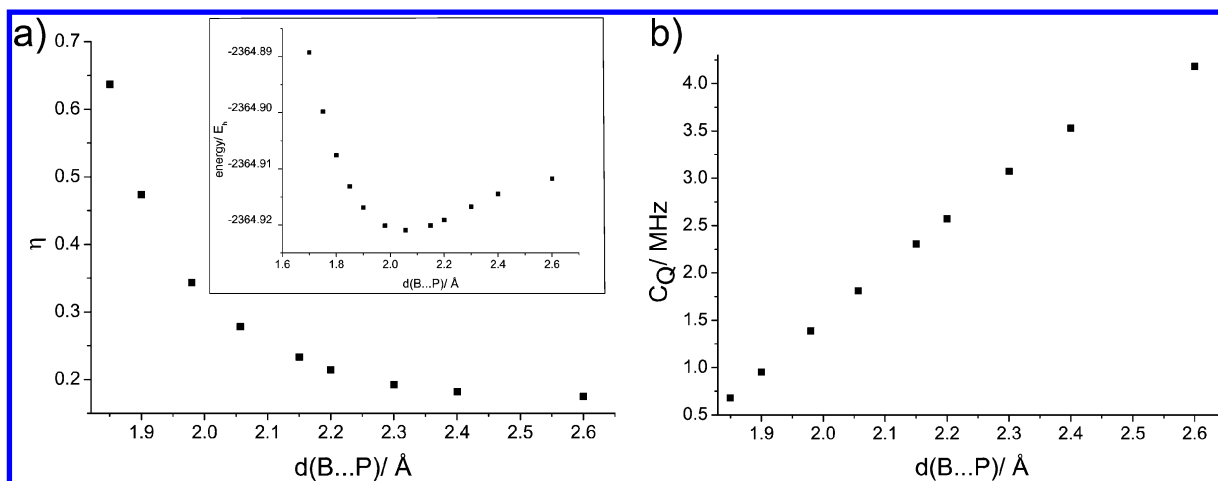 a)
0.7
0.6
0.5
0.4
0.3
0.2
η
1.9 2.0 2.1 2.2 2.3 2.4 2.5 2.6
d(B...P)/ Å
-2364.89
-2364.90
-2364.91
-2364.92
energy/ Eh
1.6 1.8 2.0 2.2 2.4 2.6
d(B...P)/ Å
b)
4.0
3.5
3.0
2.5
2.0
1.5
1.0
0.5
CQ/ MHz
1.9 2.0 2.1 2.2 2.3 2.4 2.5 2.6
d(B...P)/ Å